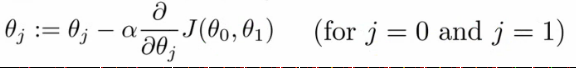 θ_j := θ_j − α ∂/∂θ_j J(θ_0, θ_1) (for j = 0 and j = 1)